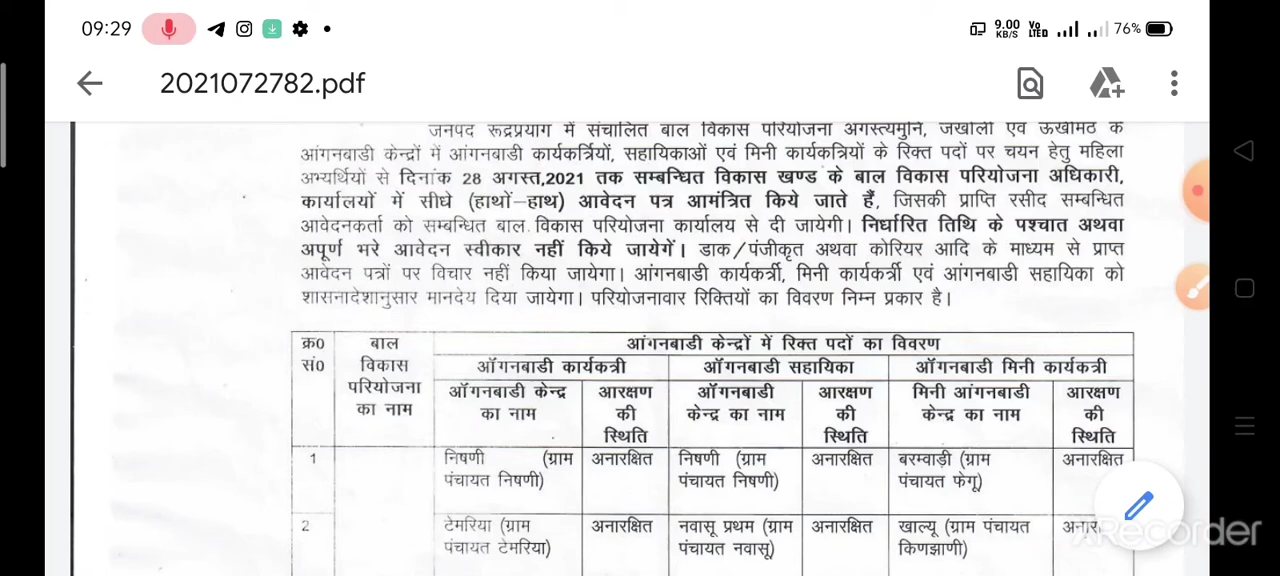 09:29
9.00 KB/S Vo LTED 76%
2021072782.pdf
जनपद रूद्रप्रयाग में संचालित बाल विकास परियोजना अगस्त्यमुनि, जखोली एवं ऊखीमठ के
आंगनबाडी केन्द्रों में आंगनबाडी कार्यकर्त्रियों, सहायिकाओं एवं मिनी कार्यकत्रियों के रिक्त पदों पर चयन हेतु महिला
अभ्यर्थियों से दिनांक 28 अगस्त,2021 तक सम्बन्धित विकास खण्ड के बाल विकास परियोजना अधिकारी,
कार्यालयों में सीधे (हाथों-हाथ) आवेदन पत्र आमंत्रित किये जाते हैं, जिसकी प्राप्ति रसीद सम्बन्धित
आवेदनकर्ता को सम्बन्धित बाल विकास परियोजना कार्यालय से दी जायेगी। निर्धारित तिथि के पश्चात अथवा
अपूर्ण भरे आवेदन स्वीकार नहीं किये जायेगें। डाक/पंजीकृत अथवा कोरियर आदि के माध्यम से प्राप्त
आवेदन पत्रों पर विचार नहीं किया जायेगा। आंगनबाडी कार्यकर्त्री, मिनी कार्यकर्त्री एवं आंगनबाडी सहायिका को
शासनादेशानुसार मानदेय दिया जायेगा। परियोजनावार रिक्तियों का विवरण निम्न प्रकार है।
क्र0 सं0
बाल विकास परियोजना का नाम
आंगनबाडी केन्द्रों में रिक्त पदों का विवरण
ऑगनबाडी कार्यकत्री ऑगनबाडी सहायिका ऑगनबाडी मिनी कार्यकत्री
ऑगनबाडी केन्द्र आरक्षण ऑगनबाडी आरक्षण मिनी आंगनबाडी आरक्षण
का नाम की केन्द्र का नाम की केन्द्र का नाम की
स्थिति स्थिति स्थिति
1 निषणी (ग्राम अनारक्षित निषणी (ग्राम अनारक्षित बरम्वाड़ी (ग्राम अनारक्षित
पंचायत निषणी) पंचायत निषणी) पंचायत फेगू)
2 टेमरिया (ग्राम अनारक्षित नवासू प्रथम (ग्राम अनारक्षित खाल्यू (ग्राम पंचायत
पंचायत टेमरिया) पंचायत नवासू) किणझाणी)
XRecorder